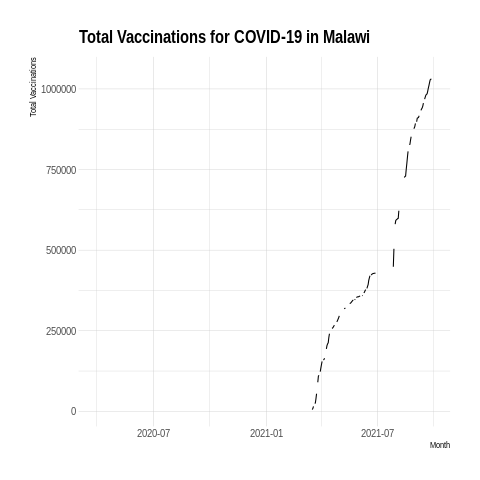 Total Vaccinations for COVID-19 in Malawi
Total Vaccinations
1000000
750000
500000
250000
0
2020-07 2021-01 2021-07
Month